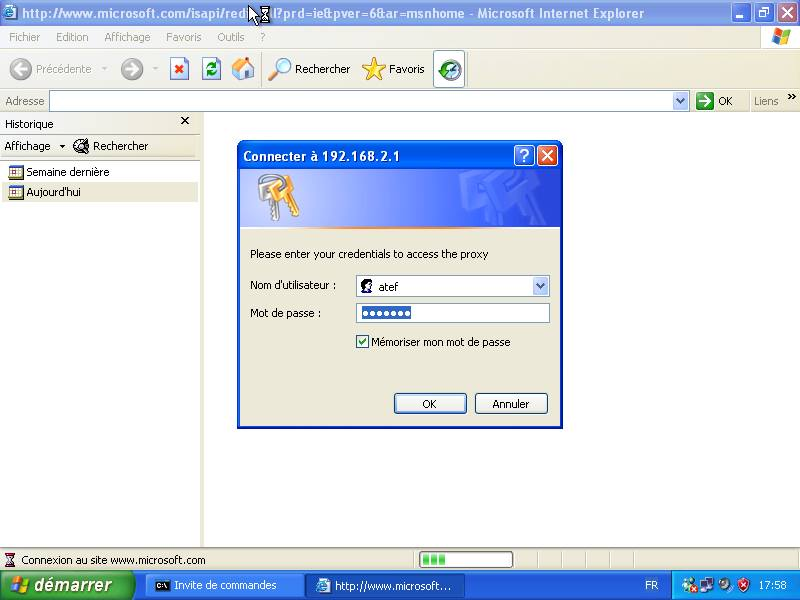 http://www.microsoft.com/isapi/red ll?prd=ie&pver=6&ar=msnhome - Microsoft Internet Explorer
Fichier Edition Affichage Favoris Outils ?
Précédente Rechercher Favoris
Adresse OK Liens »
Historique
Affichage Rechercher
Semaine dernière
Aujourd'hui
Connecter à 192.168.2.1
Please enter your credentials to access the proxy
Nom d'utilisateur : atef
Mot de passe : •••••••
Mémoriser mon mot de passe
OK Annuler
Connexion au site www.microsoft.com
démarrer Invite de commandes http://www.microsoft... FR 17:58